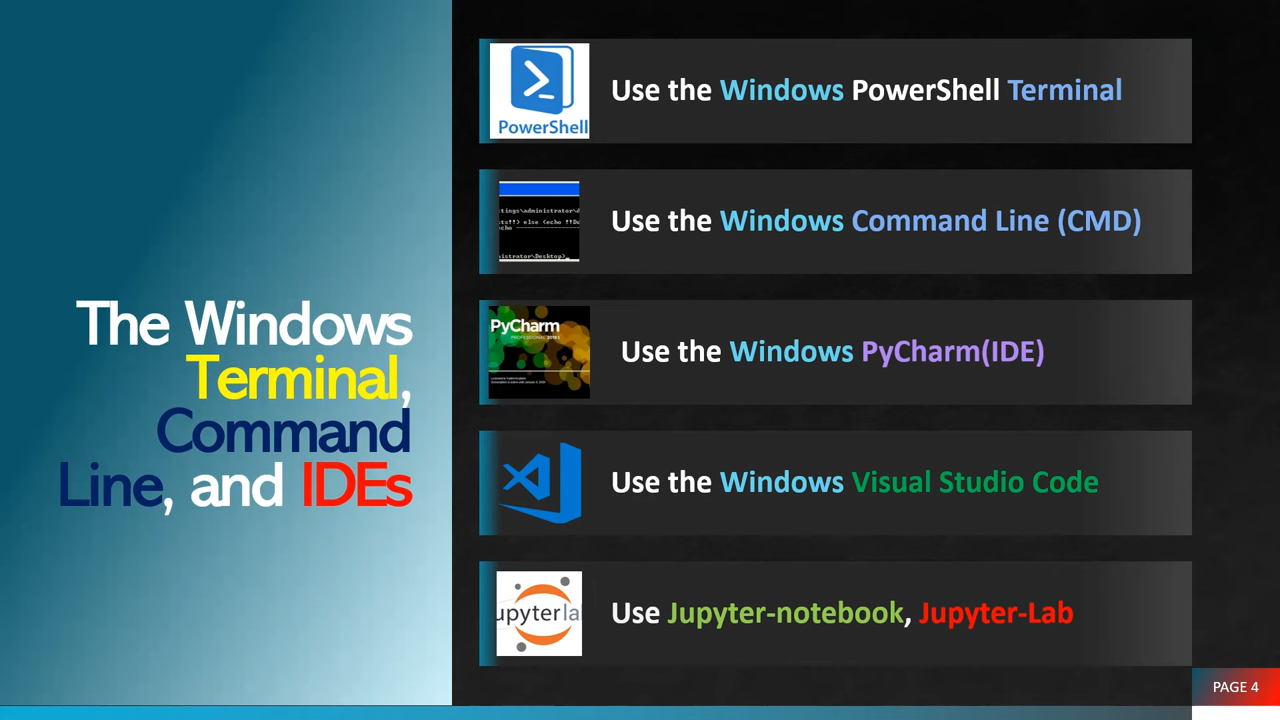 The Windows
Terminal,
Command
Line, and IDEs
PowerShell
Use the Windows PowerShell Terminal
Use the Windows Command Line (CMD)
PyCharm
Use the Windows PyCharm(IDE)
Use the Windows Visual Studio Code
upyterla
Use Jupyter-notebook, Jupyter-Lab
PAGE 4